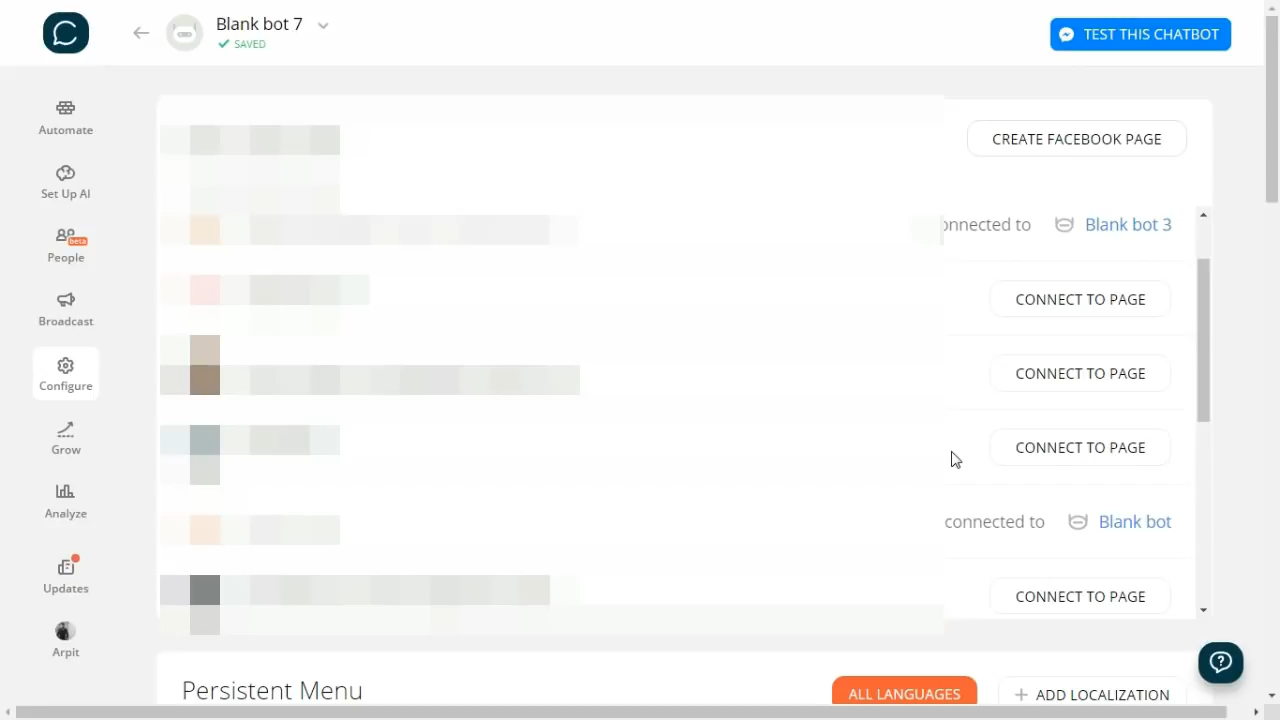 Blank bot 7
SAVED
TEST THIS CHATBOT
Automate
Set Up AI
People
beta
Broadcast
Configure
Grow
Analyze
Updates
Arpit
CREATE FACEBOOK PAGE
onnected to Blank bot 3
CONNECT TO PAGE
CONNECT TO PAGE
CONNECT TO PAGE
connected to Blank bot
CONNECT TO PAGE
Persistent Menu
ALL LANGUAGES
+ ADD LOCALIZATION